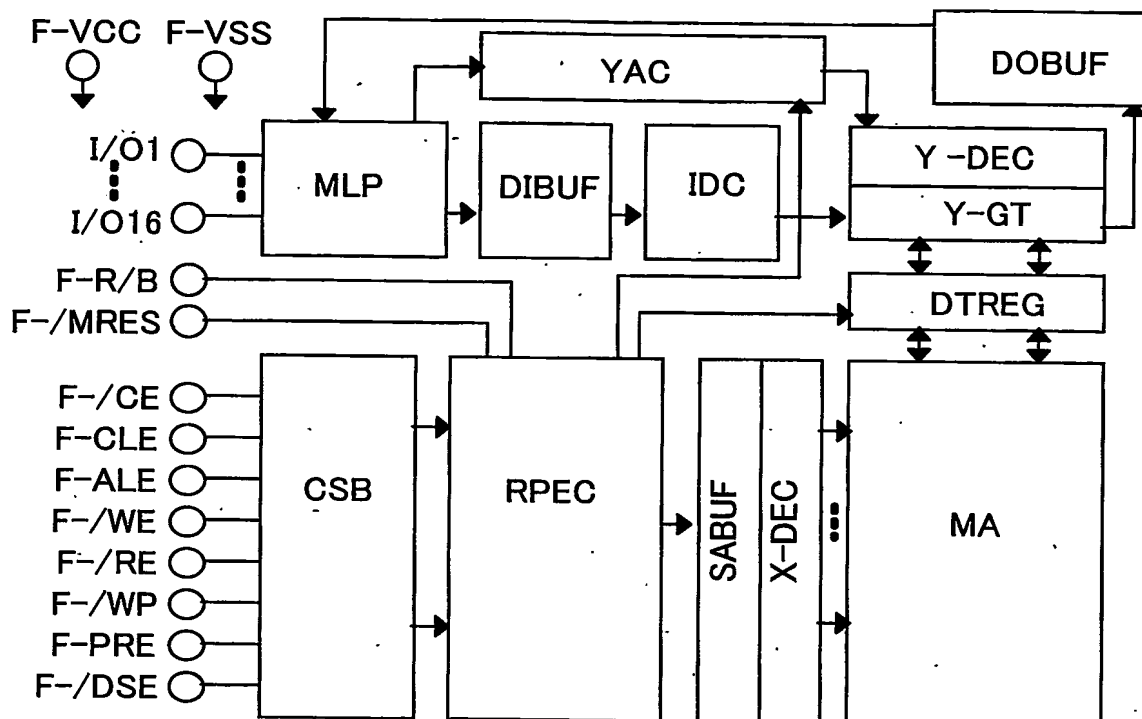 F-VCC F-VSS
YAC
DOBUF
I/O1
I/O16
MLP
DIBUF
IDC
Y-DEC
Y-GT
F-R/B
F-/MRES
DTREG
F-/CE
F-CLE
F-ALE
F-/WE
F-/RE
F-/WP
F-PRE
F-/DSE
CSB
RPEC
SABUF
X-DEC
MA